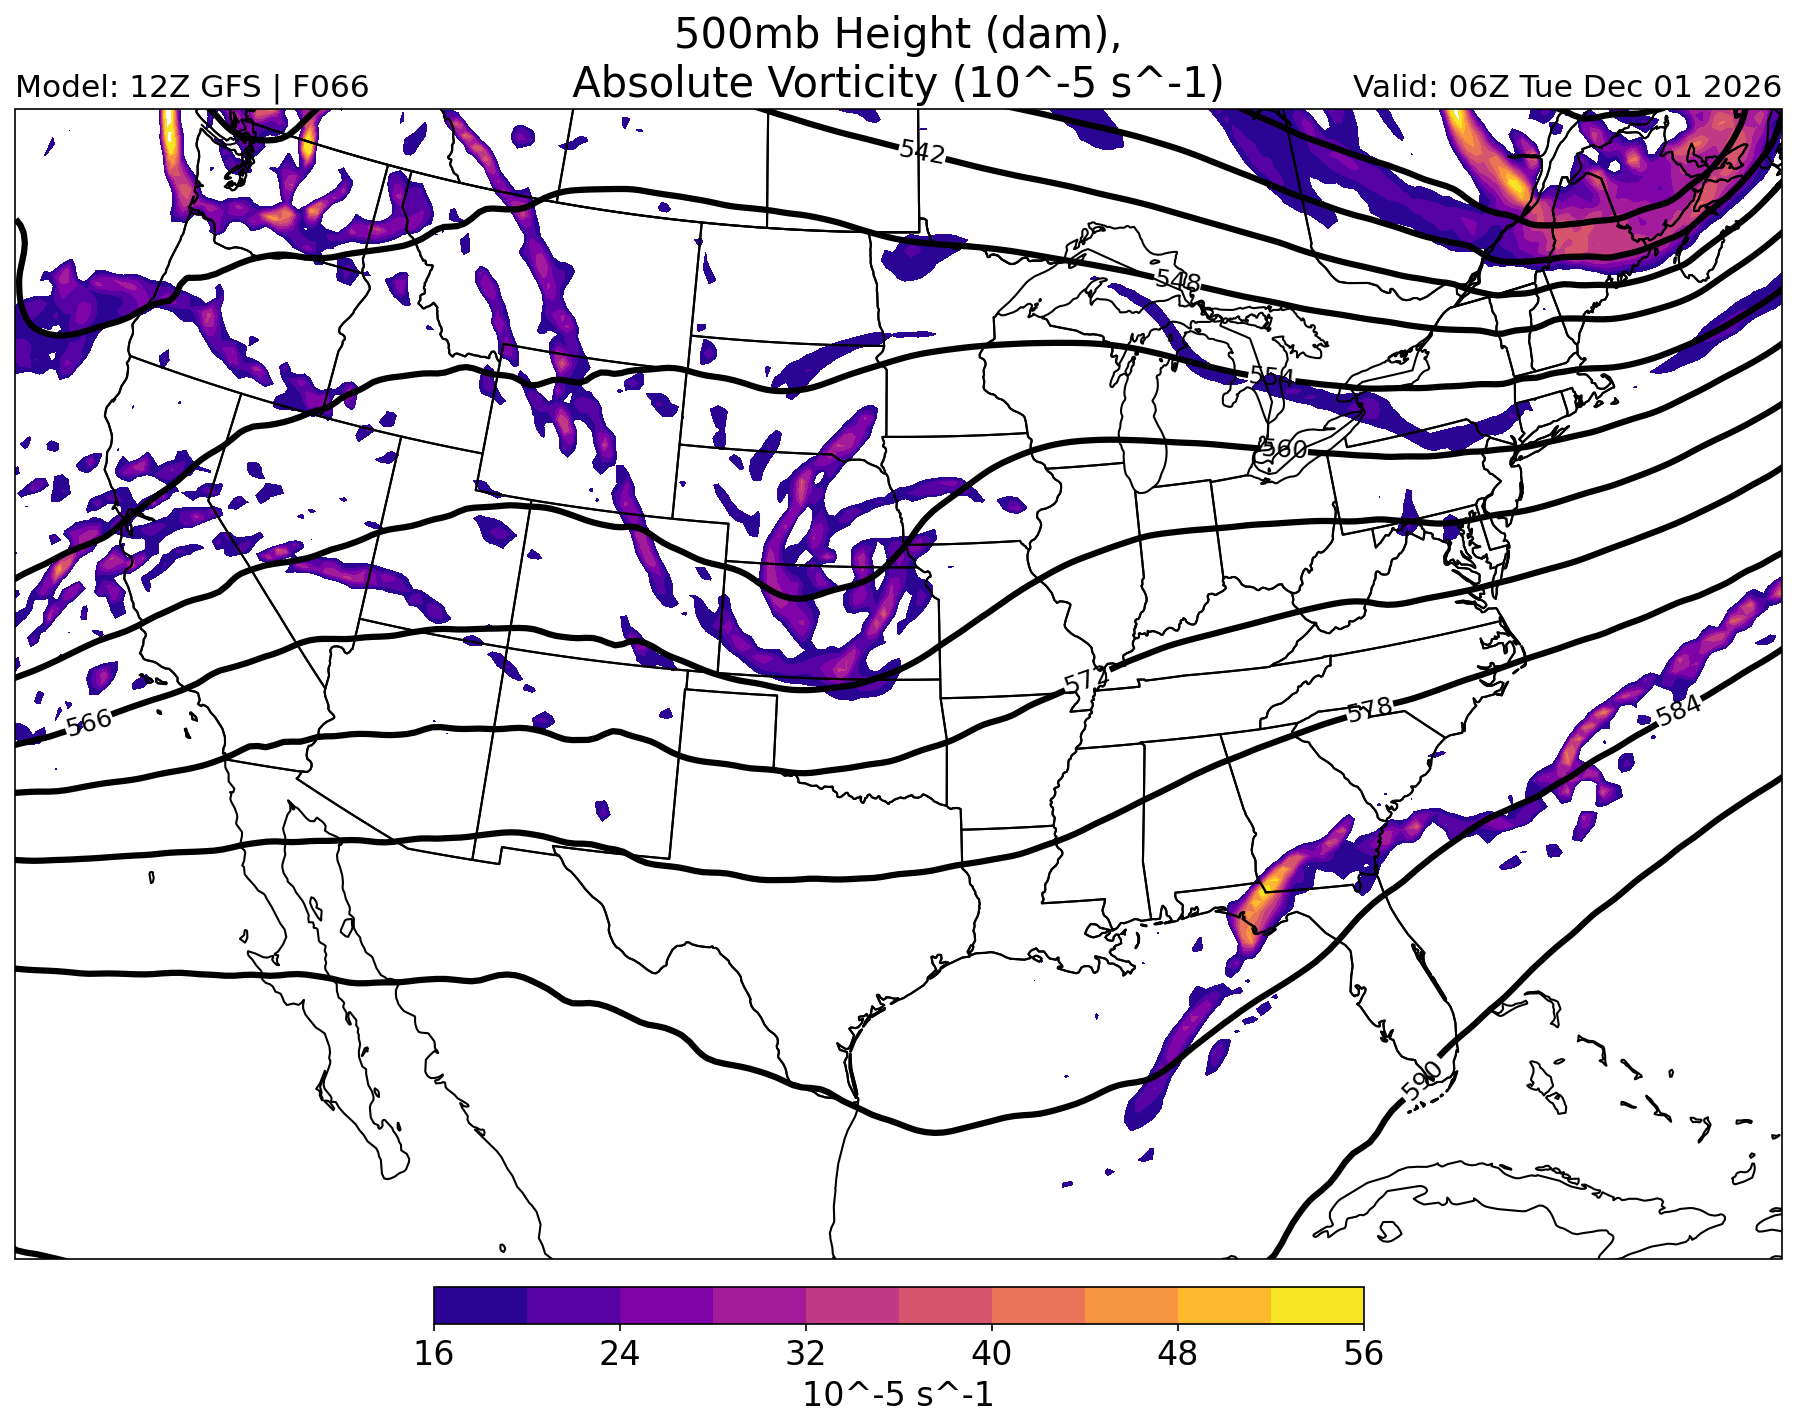 500mb Height (dam),
Model: 12Z GFS | F066
Absolute Vorticity (10^-5 s^-1)
Valid: 06Z Tue Dec 01 2026
542
548
554
560
566
572
578
584
590
16 24 32 40 48 56
10^-5 s^-1